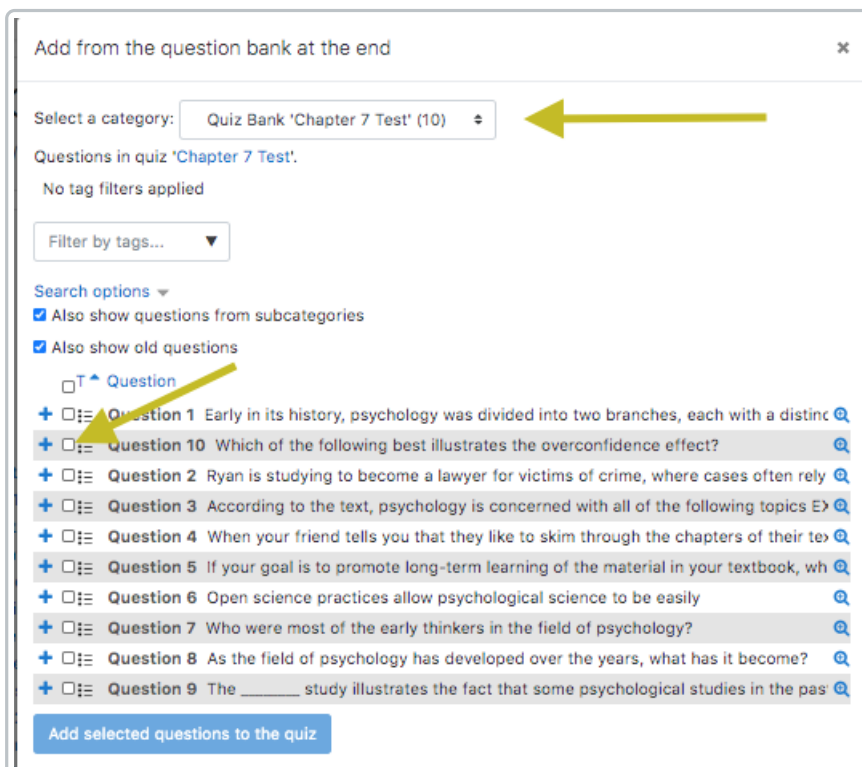 Add from the question bank at the end ×
Select a category: Quiz Bank 'Chapter 7 Test' (10)
Questions in quiz 'Chapter 7 Test'.
No tag filters applied
Filter by tags... ▼
Search options
Also show questions from subcategories
Also show old questions
T Question
Question 1 Early in its history, psychology was divided into two branches, each with a distinc
Question 10 Which of the following best illustrates the overconfidence effect?
Question 2 Ryan is studying to become a lawyer for victims of crime, where cases often rely
Question 3 According to the text, psychology is concerned with all of the following topics EX
Question 4 When your friend tells you that they like to skim through the chapters of their tex
Question 5 If your goal is to promote long-term learning of the material in your textbook, wh
Question 6 Open science practices allow psychological science to be easily
Question 7 Who were most of the early thinkers in the field of psychology?
Question 8 As the field of psychology has developed over the years, what has it become?
Question 9 The _______ study illustrates the fact that some psychological studies in the pas
Add selected questions to the quiz